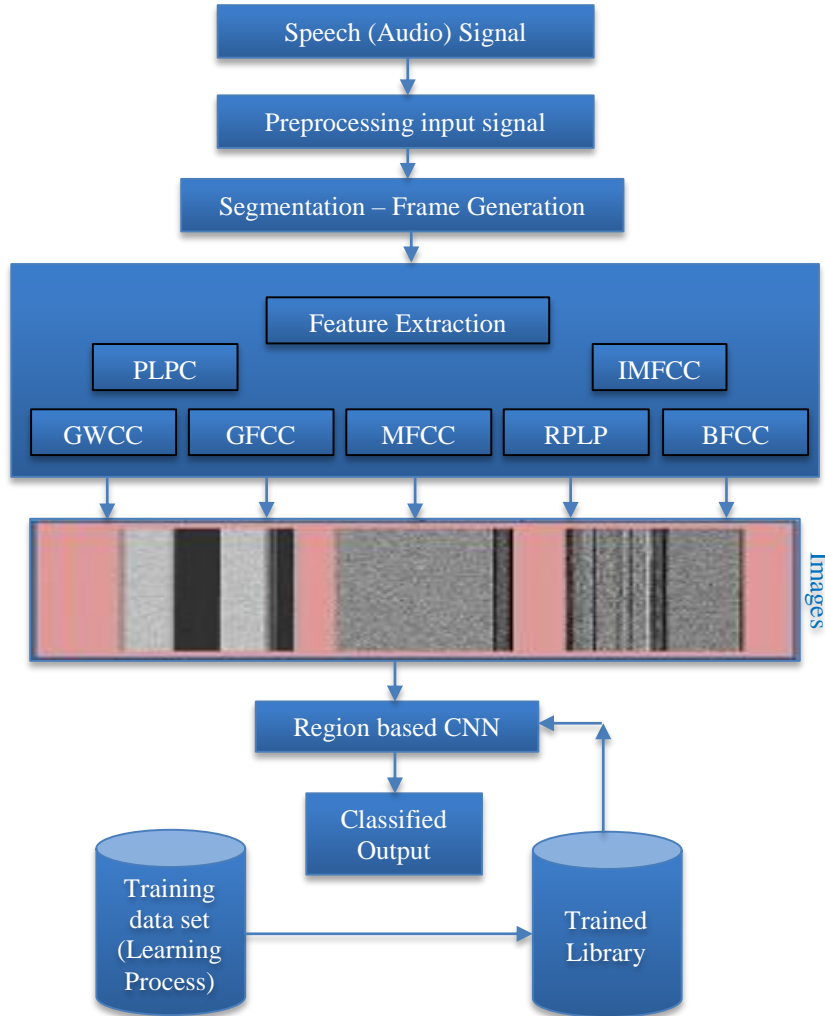 Speech (Audio) Signal
Preprocessing input signal
Segmentation – Frame Generation
Feature Extraction
PLPC
IMFCC
GWCC
GFCC
MFCC
RPLP
BFCC
Images
Region based CNN
Classified
Output
Training
data set
(Learning
Process)
Trained
Library